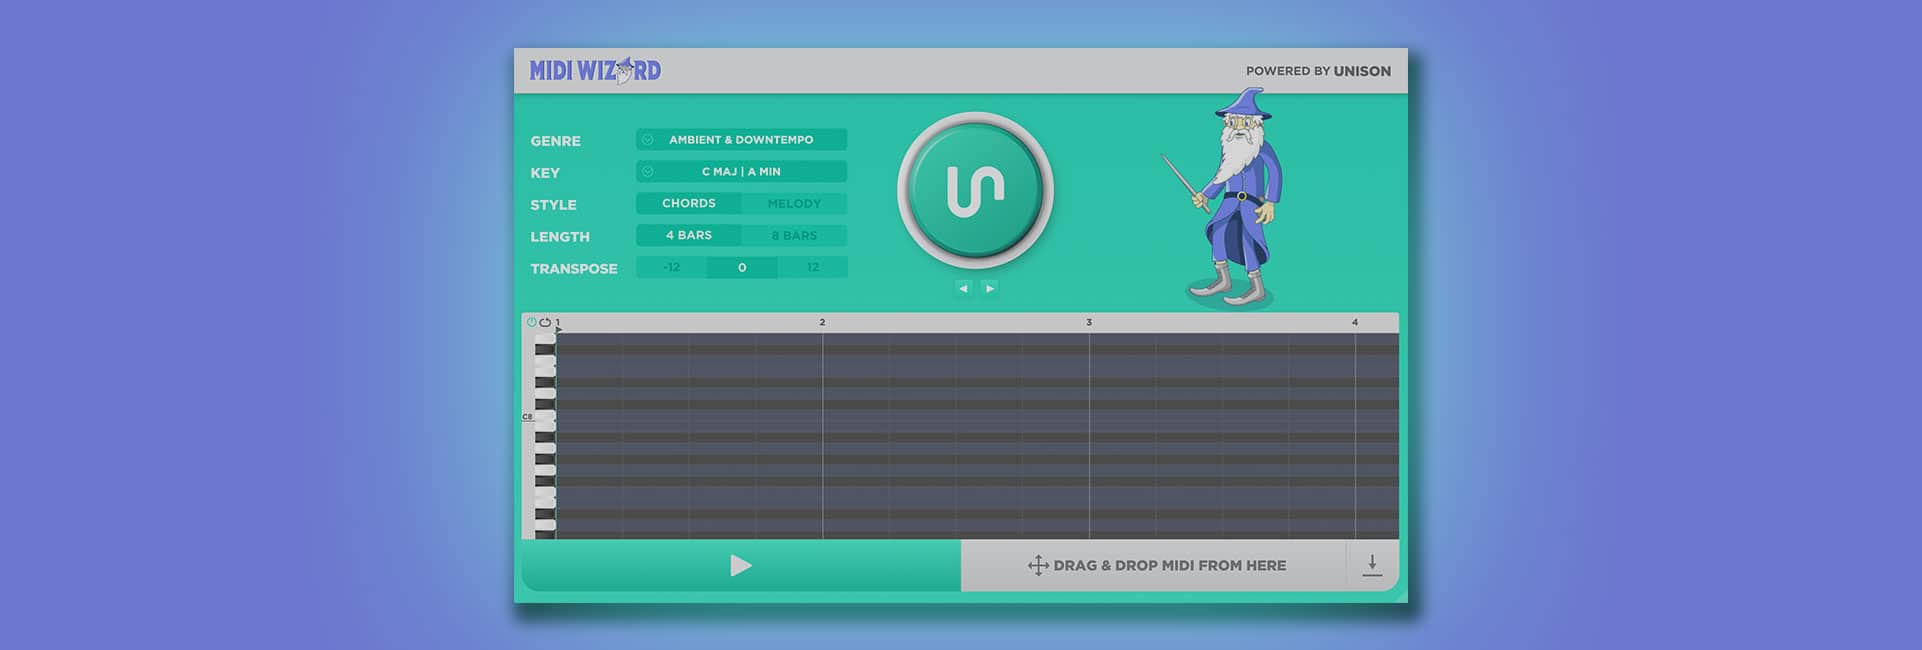 MIDI WIZARD
POWERED BY UNISON
GENRE AMBIENT & DOWNTEMPO
KEY C MAJ | A MIN
STYLE CHORDS MELODY
LENGTH 4 BARS 8 BARS
TRANSPOSE -12 0 12
1 2 3 4
C8
DRAG & DROP MIDI FROM HERE